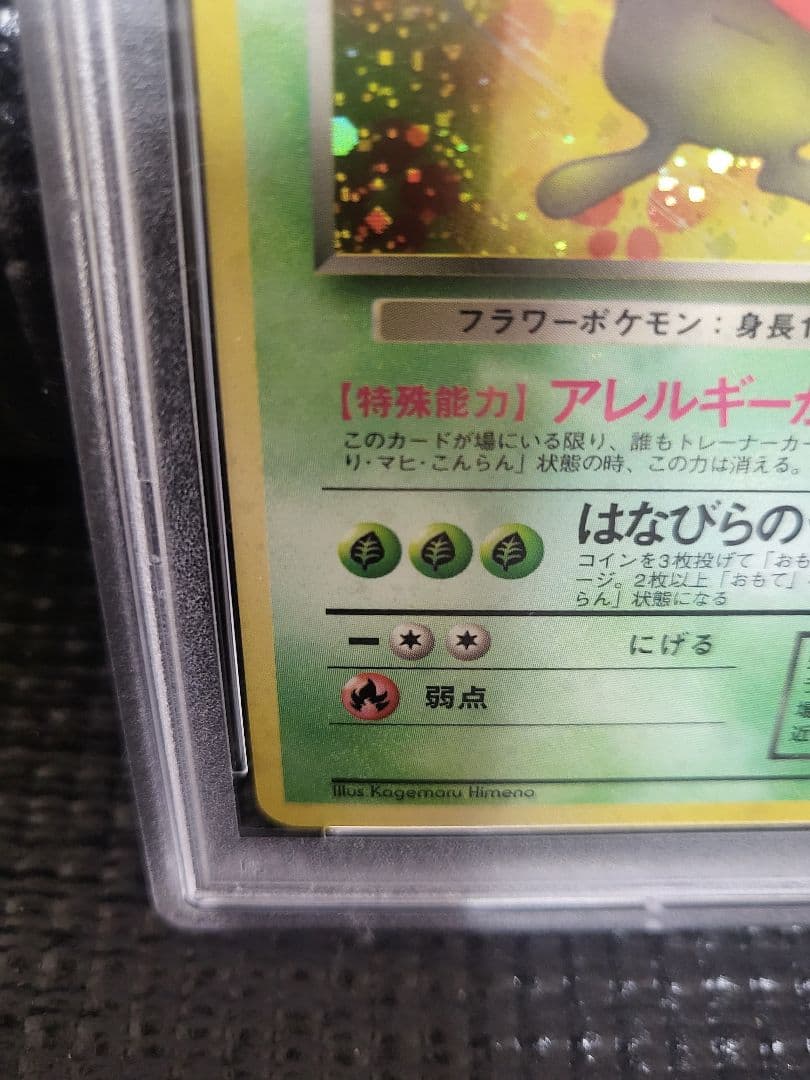 フラワーポケモン：身長1
【特殊能力】アレルギーか
このカードが場にいる限り、誰もトレーナーカー
り・マヒ・こんらん」状態の時、この力は消える。
はなびらの
コインを3枚投げて「おも
ージ。2枚以上「おもて」
らん」状態になる
にげる
弱点
近
Illus. Kagemaru Himeno